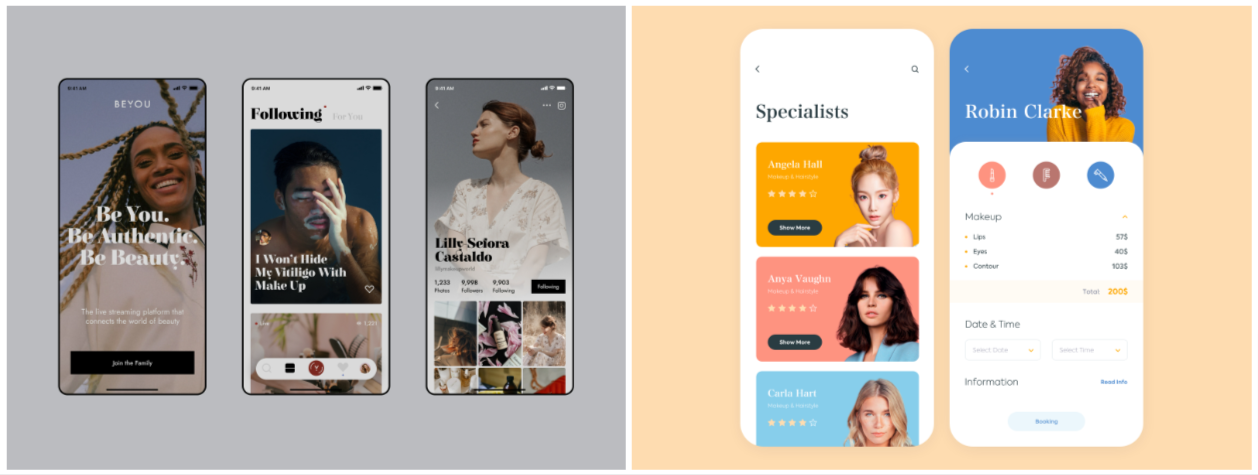 9:41 AM
BEYOU
Be You.
Be Authentic.
Be Beauty.
The live streaming platform that
connects the world of beauty
Join the Family
9:41 AM
Following
For You
I Won't Hide
My Vitiligo With
Make Up
Live
1,231
9:41 AM
Lilly Sefora
Castaldo
1,233
Photos
9,998
Followers
9,903
Following
Following
Specialists
Angela Hall
Makeup & Hairstyle
Show More
Anya Vaughn
Makeup & Hairstyle
Show More
Carla Hart
Makeup & Hairstyle
Robin Clarke
Makeup
Lips 57$
Eyes 40$
Contour 103$
Total 200$
Date & Time
Select Date
Select Time
Information
Read Info
Booking